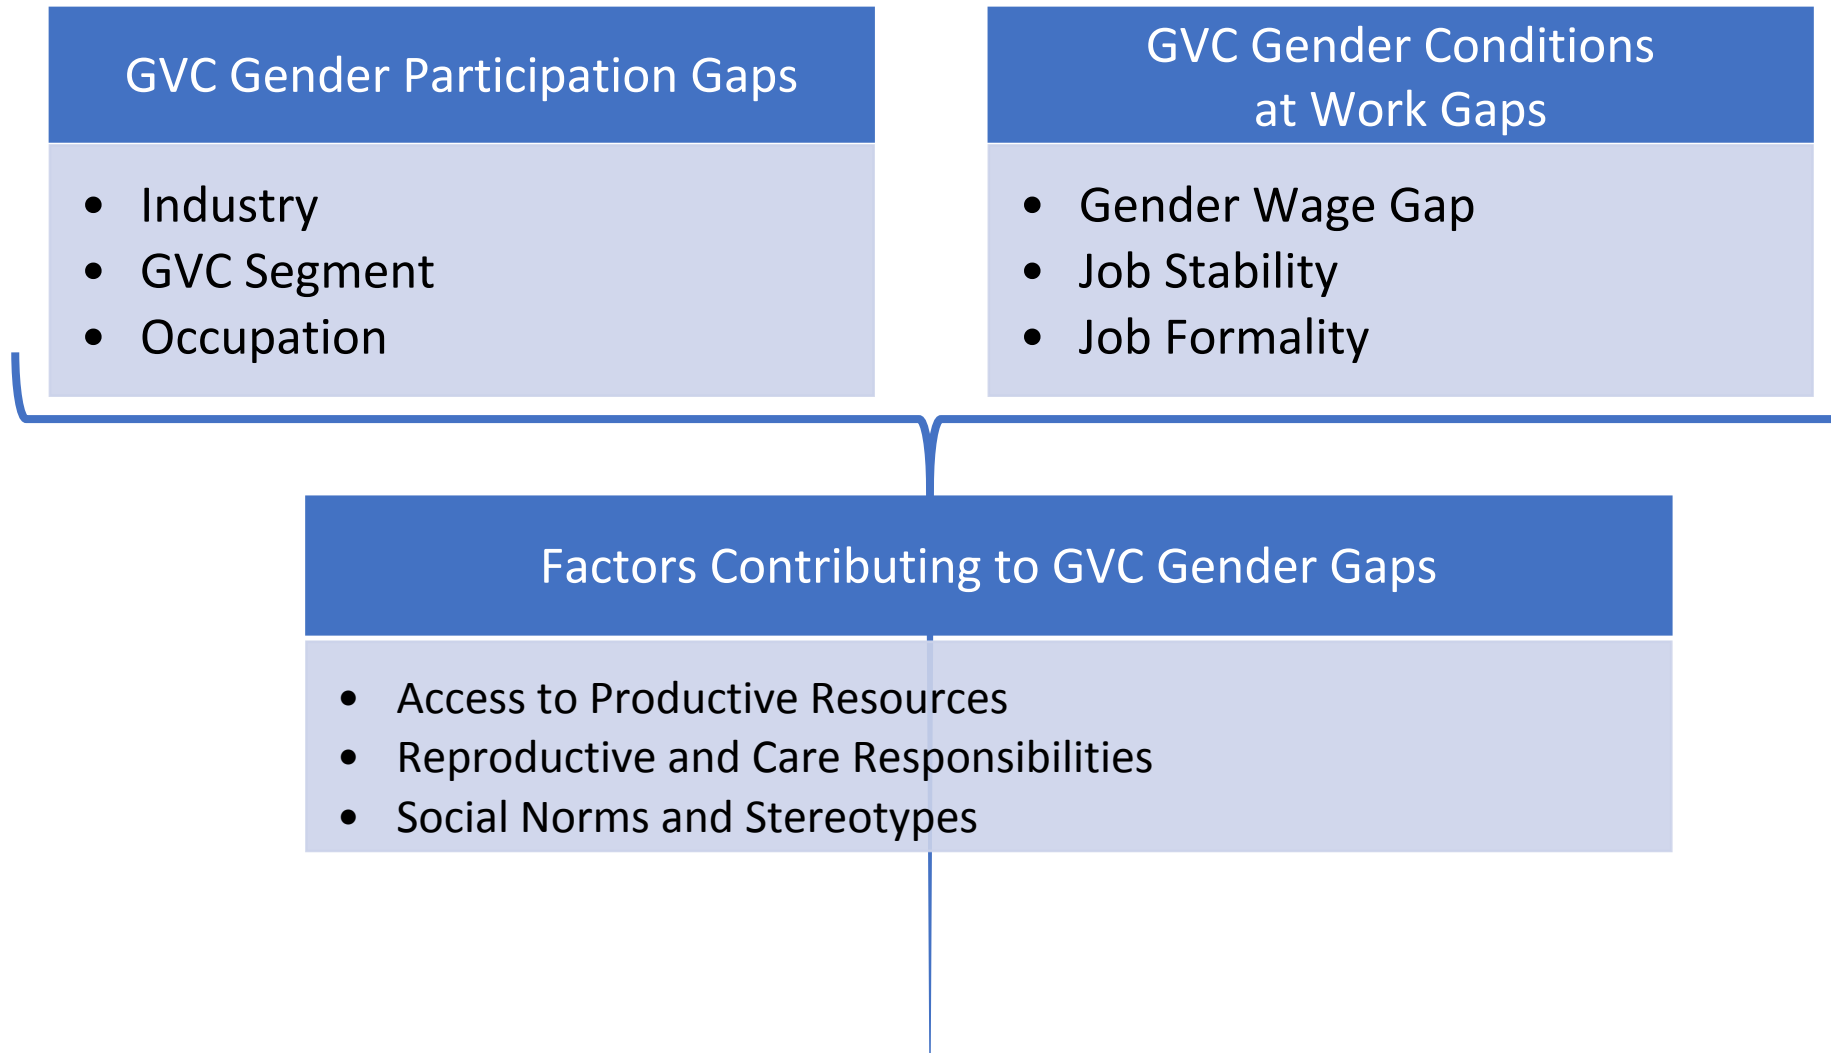 GVC Gender Participation Gaps
• Industry
• GVC Segment
• Occupation
GVC Gender Conditions
at Work Gaps
• Gender Wage Gap
• Job Stability
• Job Formality
Factors Contributing to GVC Gender Gaps
• Access to Productive Resources
• Reproductive and Care Responsibilities
• Social Norms and Stereotypes